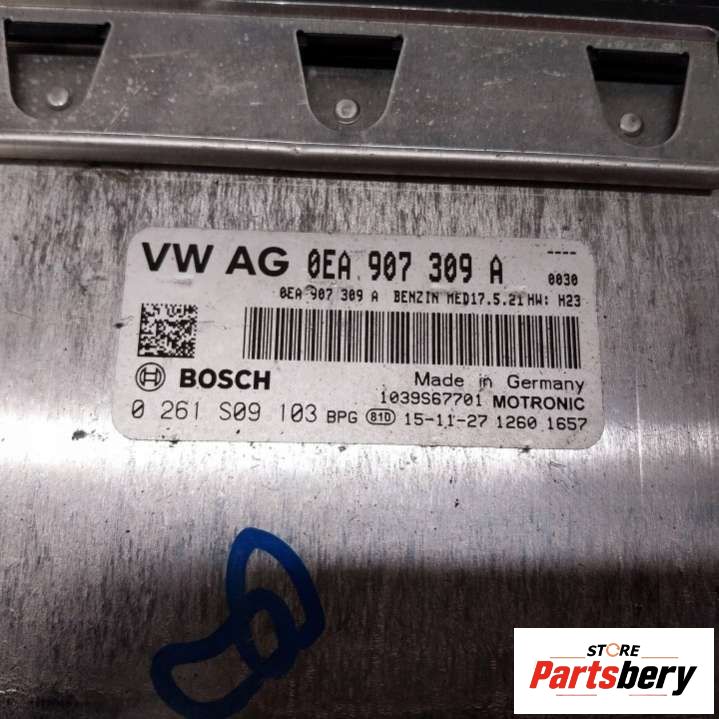 VW AG 0EA 907 309 A ----
0030
0EA 907 309 A BENZIN MED17.5.21 HW: H23
BOSCH
Made in Germany
1039S67701 MOTRONIC
0 261 S09 103 BPG 81D 15-11-27 1260 1657
STORE
Partsbery